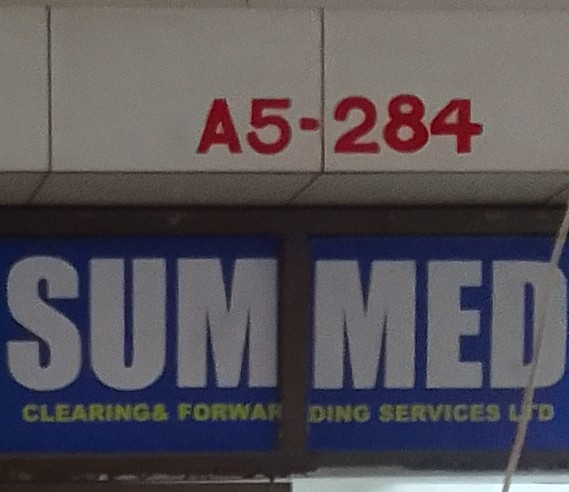 A5-284
SUMMED
CLEARING& FORWARDING SERVICES LTD